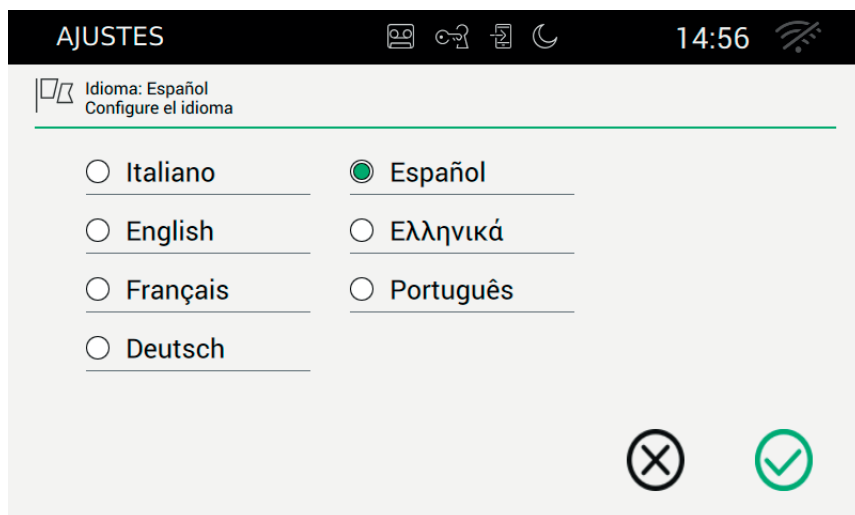 AJUSTES 14:56
Idioma: Español
Configure el idioma
Italiano Español
English Ελληνικά
Français Português
Deutsch